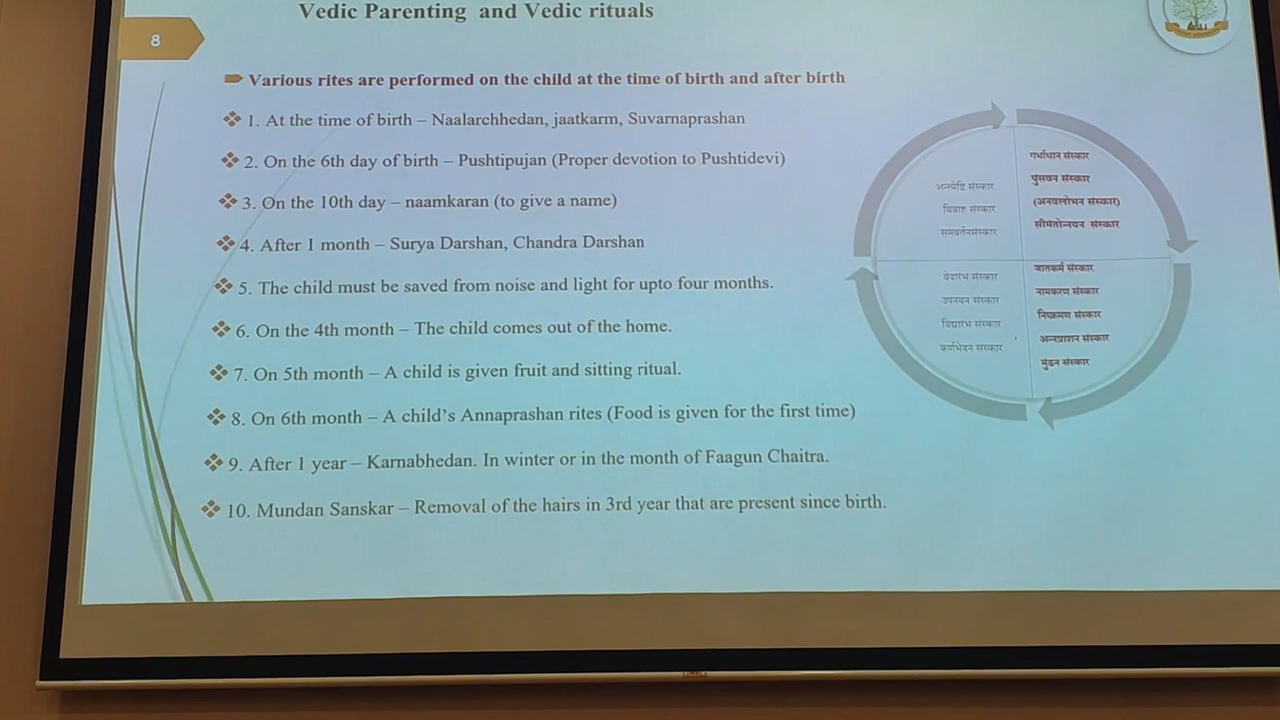 Vedic Parenting and Vedic rituals
8
Various rites are performed on the child at the time of birth and after birth
1. At the time of birth – Naalarchhedan, jaatkarm, Suvarnaprashan
2. On the 6th day of birth – Pushtipujan (Proper devotion to Pushtidevi)
3. On the 10th day – naamkaran (to give a name)
4. After 1 month – Surya Darshan, Chandra Darshan
5. The child must be saved from noise and light for upto four months.
6. On the 4th month – The child comes out of the home.
7. On 5th month – A child is given fruit and sitting ritual.
8. On 6th month – A child's Annaprashan rites (Food is given for the first time)
9. After 1 year – Karnabhedan. In winter or in the month of Faagun Chaitra.
10. Mundan Sanskar – Removal of the hairs in 3rd year that are present since birth.
गर्भाधान संस्कार
पुंसवन संस्कार
(अनवलोभन संस्कार)
सीमंतोन्नयन संस्कार
जातकर्म संस्कार
नामकरण संस्कार
निष्क्रमण संस्कार
अन्नप्राशन संस्कार
मुंडन संस्कार
अन्त्येष्टि संस्कार
विवाह संस्कार
समवर्तनसंस्कार
वेदारंभ संस्कार
उपनयन संस्कार
विद्यारंभ संस्कार
कर्णभेदन संस्कार